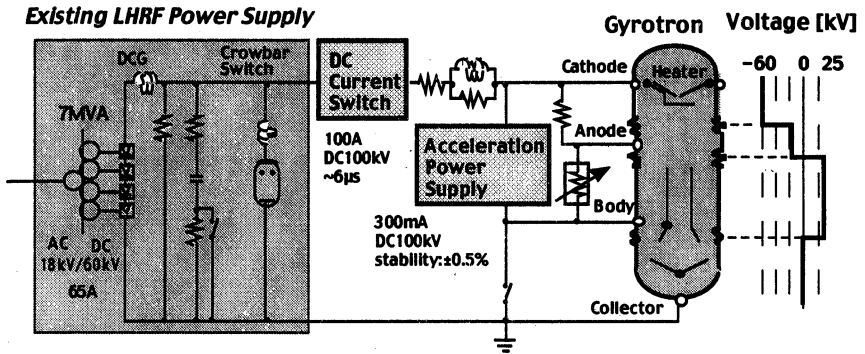 Existing LHRF Power Supply
Gyrotron
Voltage [kV]
-60
0
25
DCG
Crowbar
Switch
DC
Current
Switch
Cathode
Heater
7MVA
100A
DC100kV
~6μs
Anode
Acceleration
Power
Supply
Body
300mA
DC100kV
stability:±0.5%
AC DC
18kV/60kV
65A
Collector